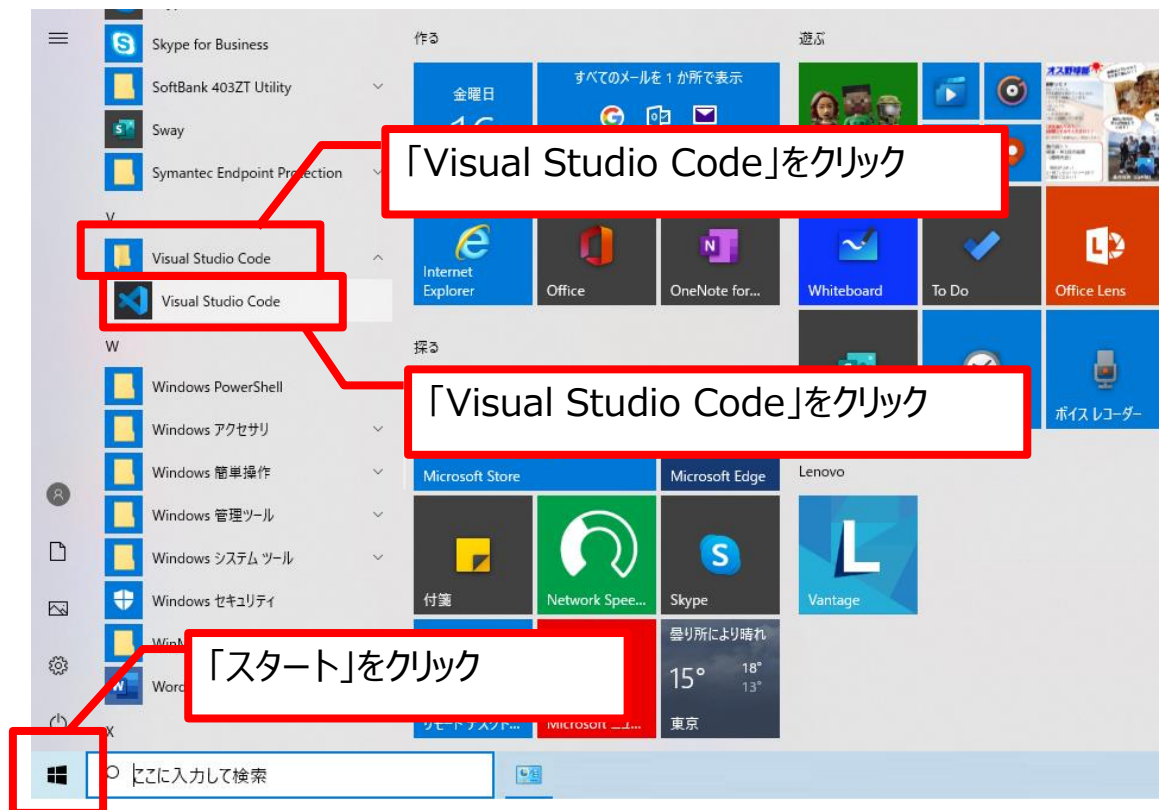 Skype for Business
SoftBank 403ZT Utility
Sway
Symantec Endpoint Protection
V
Visual Studio Code
Visual Studio Code
W
Windows PowerShell
Windows アクセサリ
Windows 簡単操作
Windows 管理ツール
Windows システム ツール
Windows セキュリティ
X
作る
金曜日
すべてのメールを 1 か所で表示
「Visual Studio Code」をクリック
Internet
Explorer
Office
OneNote for...
探る
「Visual Studio Code」をクリック
Microsoft Store
Microsoft Edge
付箋
Network Spee...
Skype
曇り所により晴れ
15°
18°
13°
東京
遊ぶ
オス野球部
Whiteboard
To Do
Office Lens
ボイス レコーダー
Lenovo
Vantage
「スタート」をクリック
ここに入力して検索